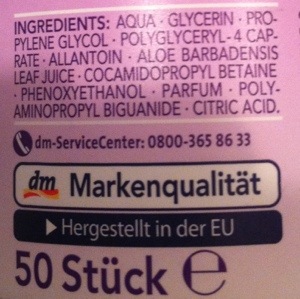 INGREDIENTS: AQUA · GLYCERIN · PRO-
PYLENE GLYCOL · POLYGLYCERYL-4 CAP-
RATE · ALLANTOIN · ALOE BARBADENSIS
LEAF JUICE · COCAMIDOPROPYL BETAINE
· PHENOXYETHANOL · PARFUM · POLY-
AMINOPROPYL BIGUANIDE · CITRIC ACID.
dm-ServiceCenter: 0800-365 86 33
dm Markenqualität
Hergestellt in der EU
50 Stück ℮